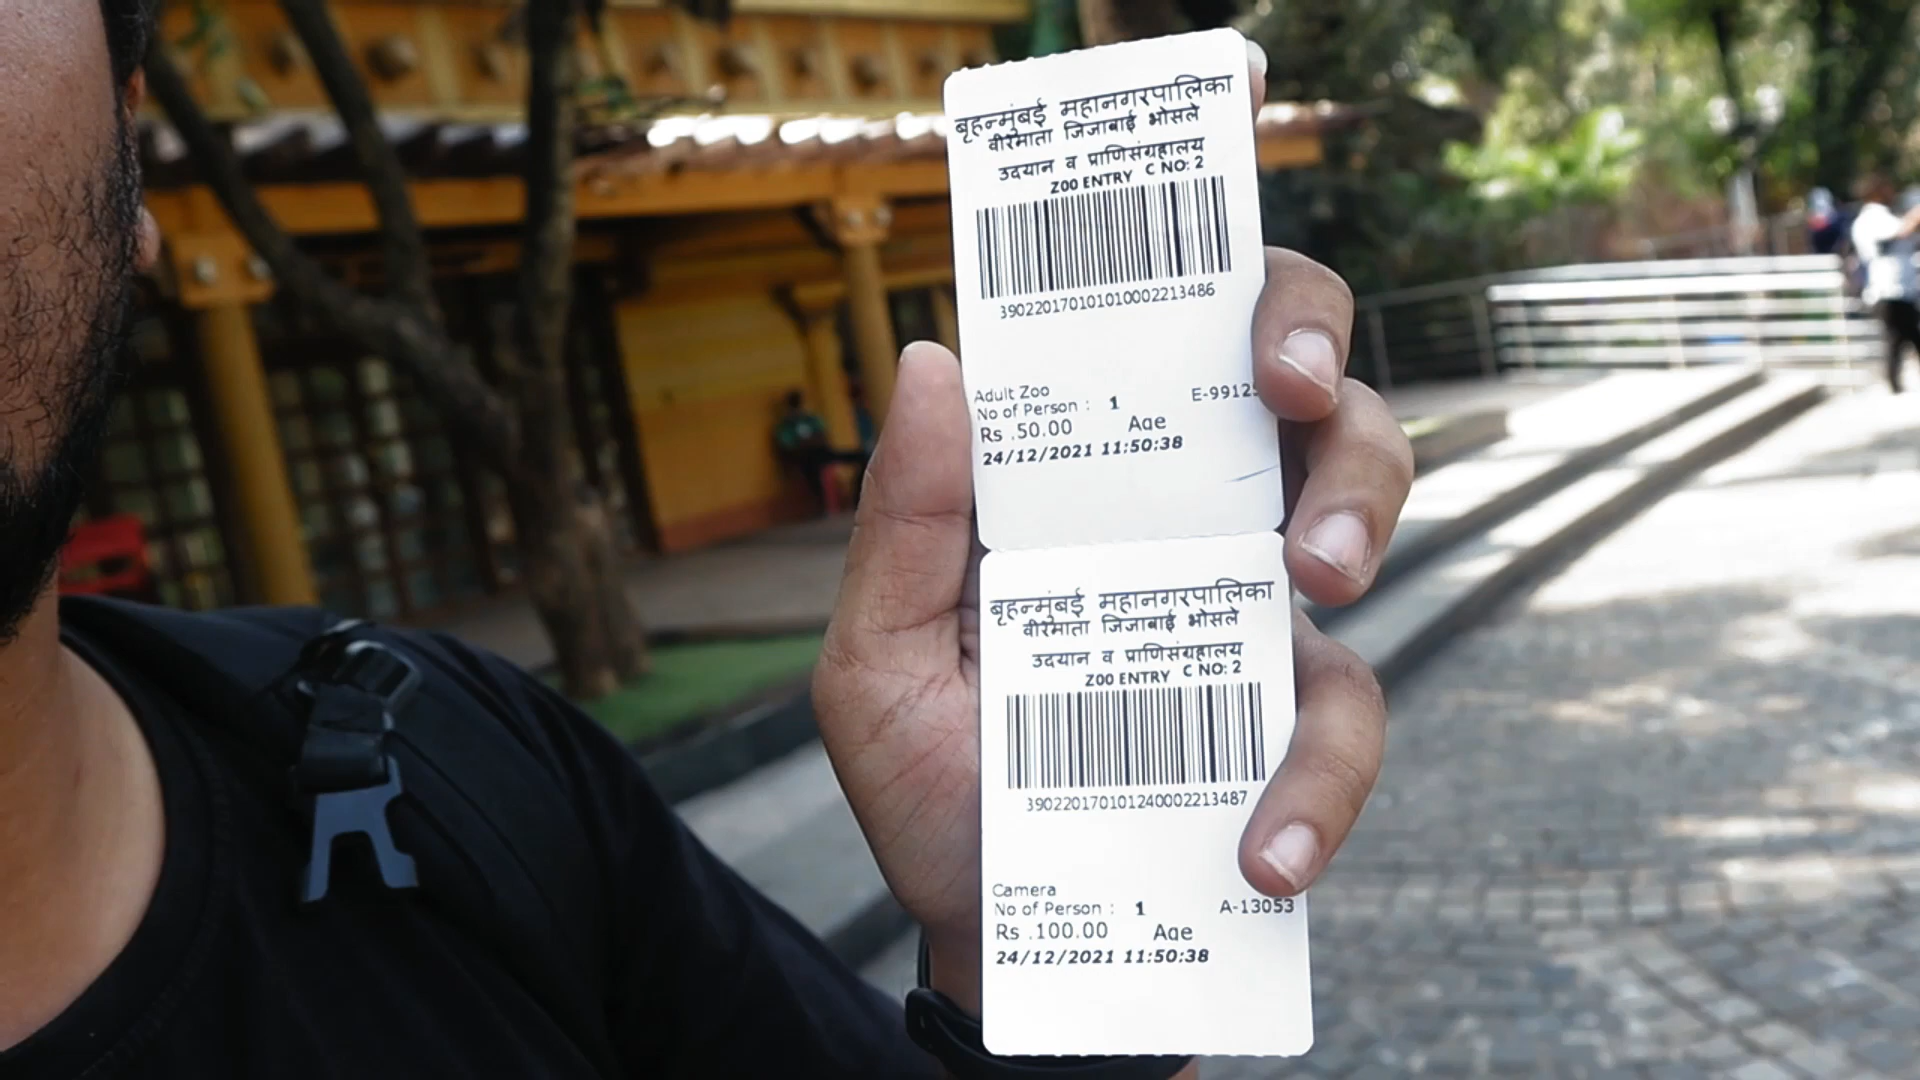 बृहन्मुंबई महानगरपालिका
वीरमाता जिजाबाई भोसले
उदयान व प्राणिसंग्रहालय
ZOO ENTRY C NO: 2
390220170101010002213486
Adult Zoo
No of Person : 1 E-9912
Rs .50.00 Age
24/12/2021 11:50:38
बृहन्मुंबई महानगरपालिका
वीरमाता जिजाबाई भोसले
उदयान व प्राणिसंग्रहालय
ZOO ENTRY C NO: 2
390220170101240002213487
Camera
No of Person : 1 A-13053
Rs .100.00 Age
24/12/2021 11:50:38